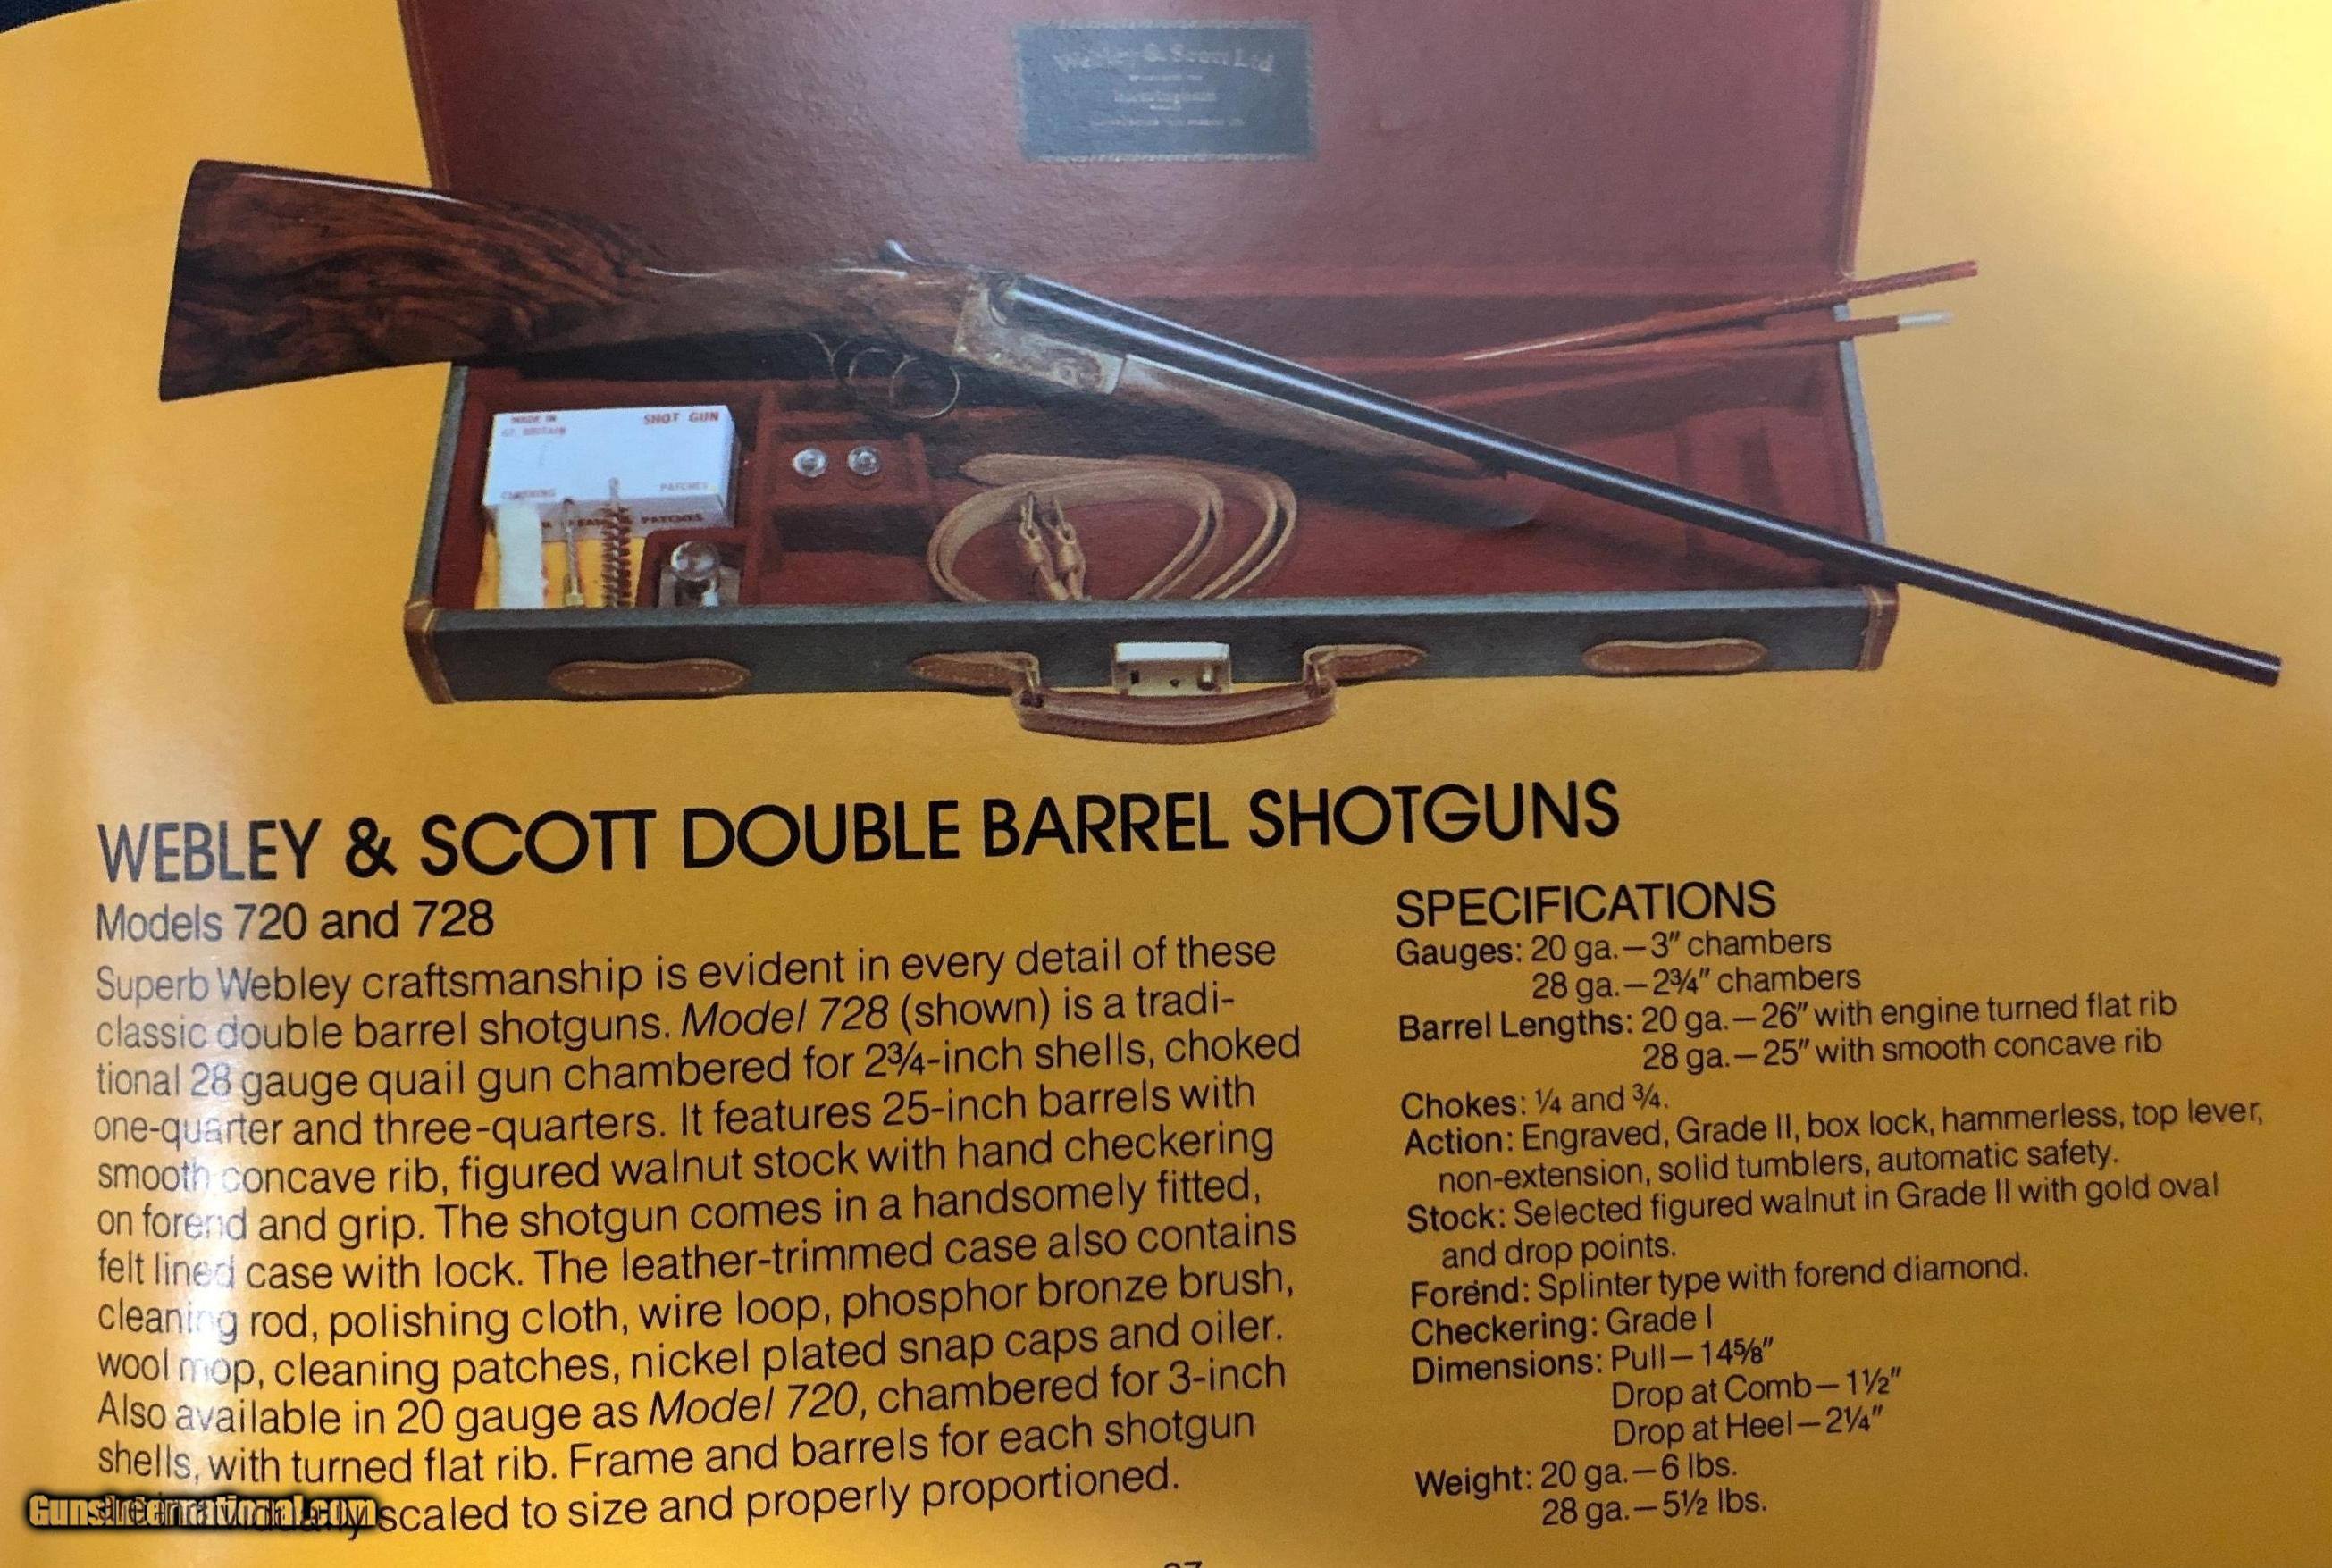 Webley & Scott Ltd
MADE IN
SHOT GUN
GT. BRITAIN
CLEANING
PATCHES
PATCHES
WEBLEY & SCOTT DOUBLE BARREL SHOTGUNS
Models 720 and 728
Superb Webley craftsmanship is evident in every detail of these
classic double barrel shotguns. Model 728 (shown) is a tradi-
tional 28 gauge quail gun chambered for 2¾-inch shells, choked
one-quarter and three-quarters. It features 25-inch barrels with
smooth concave rib, figured walnut stock with hand checkering
on forend and grip. The shotgun comes in a handsomely fitted,
felt lined case with lock. The leather-trimmed case also contains
cleaning rod, polishing cloth, wire loop, phosphor bronze brush,
wool mop, cleaning patches, nickel plated snap caps and oiler.
Also available in 20 gauge as Model 720, chambered for 3-inch
shells, with turned flat rib. Frame and barrels for each shotgun
are individually scaled to size and properly proportioned.
SPECIFICATIONS
Gauges: 20 ga.—3" chambers
28 ga.—2¾" chambers
Barrel Lengths: 20 ga.—26" with engine turned flat rib
28 ga.—25" with smooth concave rib
Chokes: ¼ and ¾.
Action: Engraved, Grade II, box lock, hammerless, top lever,
non-extension, solid tumblers, automatic safety.
Stock: Selected figured walnut in Grade II with gold oval
and drop points.
Forend: Splinter type with forend diamond.
Checkering: Grade I
Dimensions: Pull—14⅝"
Drop at Comb—1½"
Drop at Heel—2¼"
Weight: 20 ga.—6 lbs.
28 ga.—5½ lbs.
GunsInternational.com